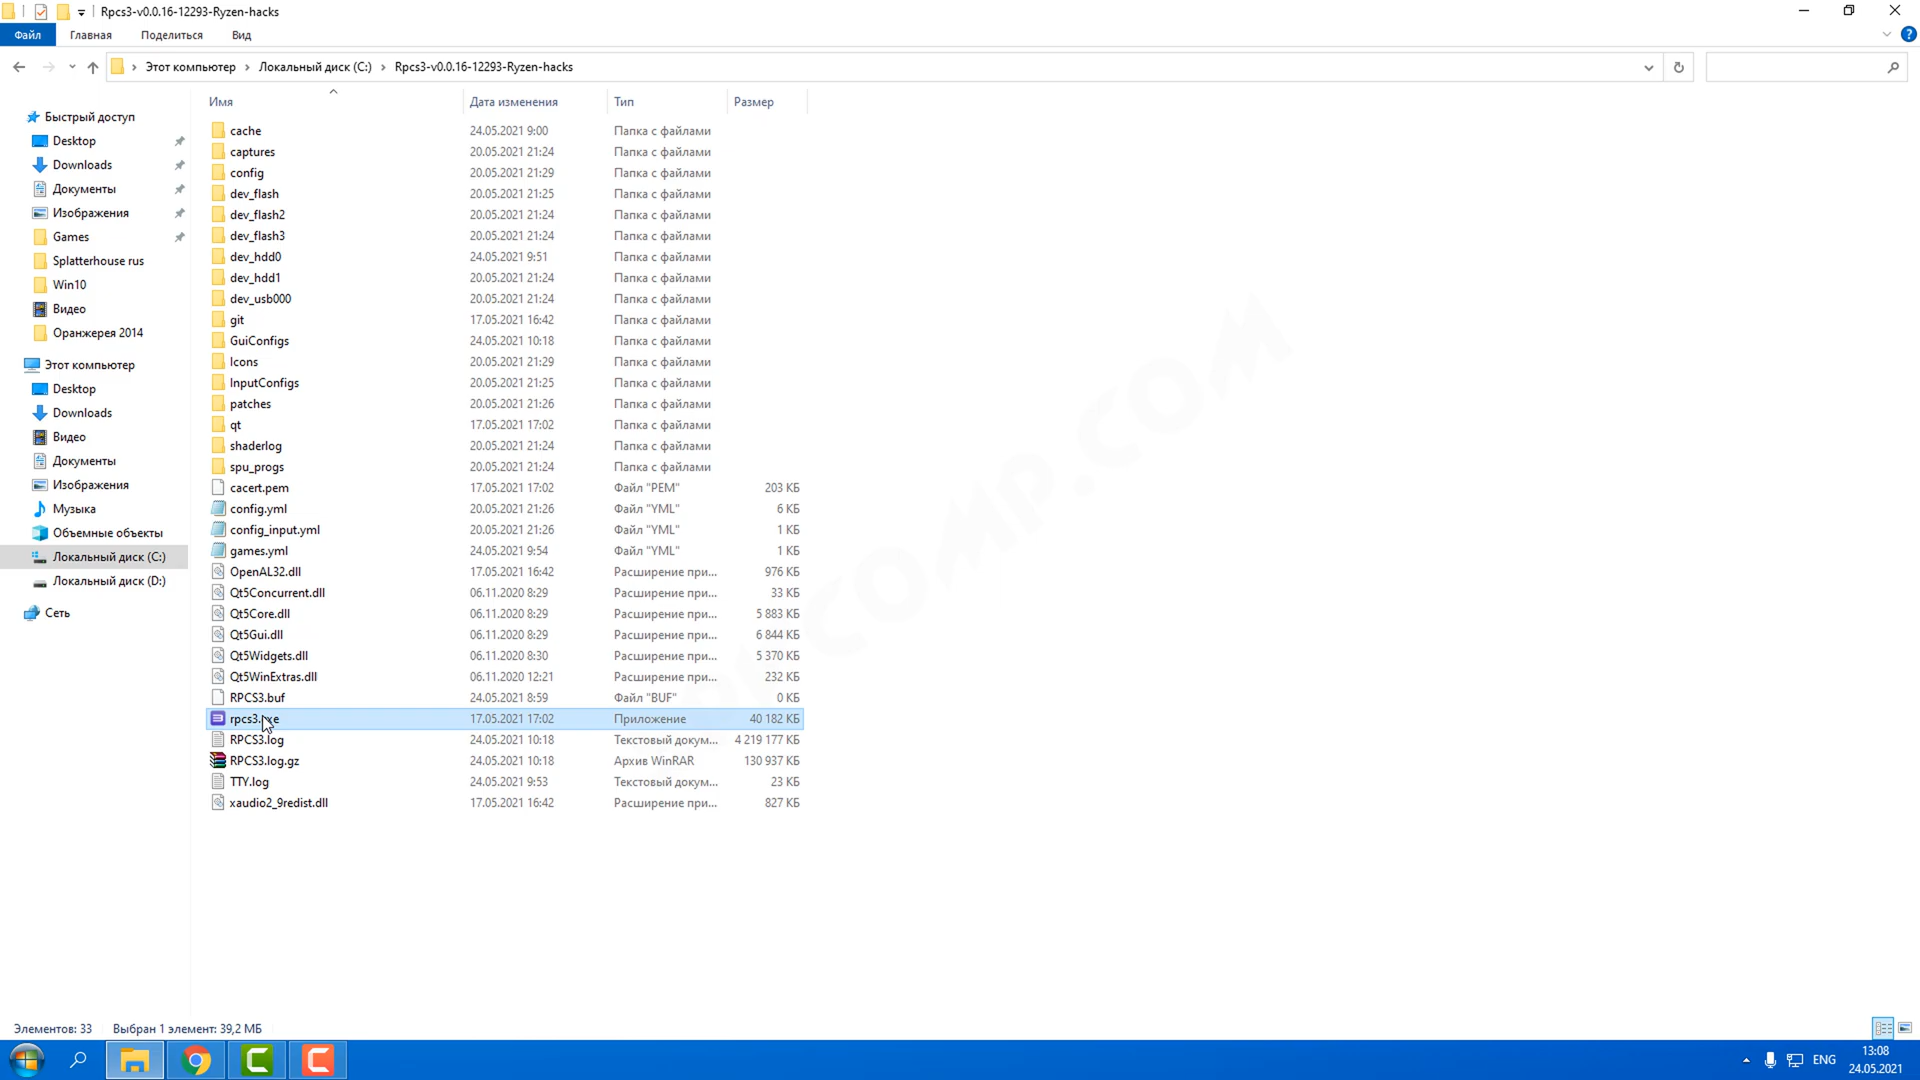 Rpcs3-v0.0.16-12293-Ryzen-hacks
Файл Главная Поделиться Вид
Этот компьютер Локальный диск (C:) Rpcs3-v0.0.16-12293-Ryzen-hacks
Быстрый доступ
Desktop
Downloads
Документы
Изображения
Games
Splatterhouse rus
Win10
Видео
Оранжерея 2014
Этот компьютер
Desktop
Downloads
Видео
Документы
Изображения
Музыка
Объемные объекты
Локальный диск (C:)
Локальный диск (D:)
Сеть
Имя Дата изменения Тип Размер
cache 24.05.2021 9:00 Папка с файлами
captures 20.05.2021 21:24 Папка с файлами
config 20.05.2021 21:29 Папка с файлами
dev_flash 20.05.2021 21:25 Папка с файлами
dev_flash2 20.05.2021 21:24 Папка с файлами
dev_flash3 20.05.2021 21:24 Папка с файлами
dev_hdd0 24.05.2021 9:51 Папка с файлами
dev_hdd1 20.05.2021 21:24 Папка с файлами
dev_usb000 20.05.2021 21:24 Папка с файлами
git 17.05.2021 16:42 Папка с файлами
GuiConfigs 24.05.2021 10:18 Папка с файлами
Icons 20.05.2021 21:29 Папка с файлами
InputConfigs 20.05.2021 21:25 Папка с файлами
patches 20.05.2021 21:26 Папка с файлами
qt 17.05.2021 17:02 Папка с файлами
shaderlog 20.05.2021 21:24 Папка с файлами
spu_progs 20.05.2021 21:24 Папка с файлами
cacert.pem 17.05.2021 17:02 Файл "PEM" 203 КБ
config.yml 20.05.2021 21:26 Файл "YML" 6 КБ
config_input.yml 20.05.2021 21:26 Файл "YML" 1 КБ
games.yml 24.05.2021 9:54 Файл "YML" 1 КБ
OpenAL32.dll 17.05.2021 16:42 Расширение при... 976 КБ
Qt5Concurrent.dll 06.11.2020 8:29 Расширение при... 33 КБ
Qt5Core.dll 06.11.2020 8:29 Расширение при... 5 883 КБ
Qt5Gui.dll 06.11.2020 8:29 Расширение при... 6 844 КБ
Qt5Widgets.dll 06.11.2020 8:30 Расширение при... 5 370 КБ
Qt5WinExtras.dll 06.11.2020 12:21 Расширение при... 232 КБ
RPCS3.buf 24.05.2021 8:59 Файл "BUF" 0 КБ
rpcs3.exe 17.05.2021 17:02 Приложение 40 182 КБ
RPCS3.log 24.05.2021 10:18 Текстовый докум... 4 219 177 КБ
RPCS3.log.gz 24.05.2021 10:18 Архив WinRAR 130 937 КБ
TTY.log 24.05.2021 9:53 Текстовый докум... 23 КБ
xaudio2_9redist.dll 17.05.2021 16:42 Расширение при... 827 КБ
Элементов: 33 Выбран 1 элемент: 39,2 МБ
ENG
13:08
24.05.2021